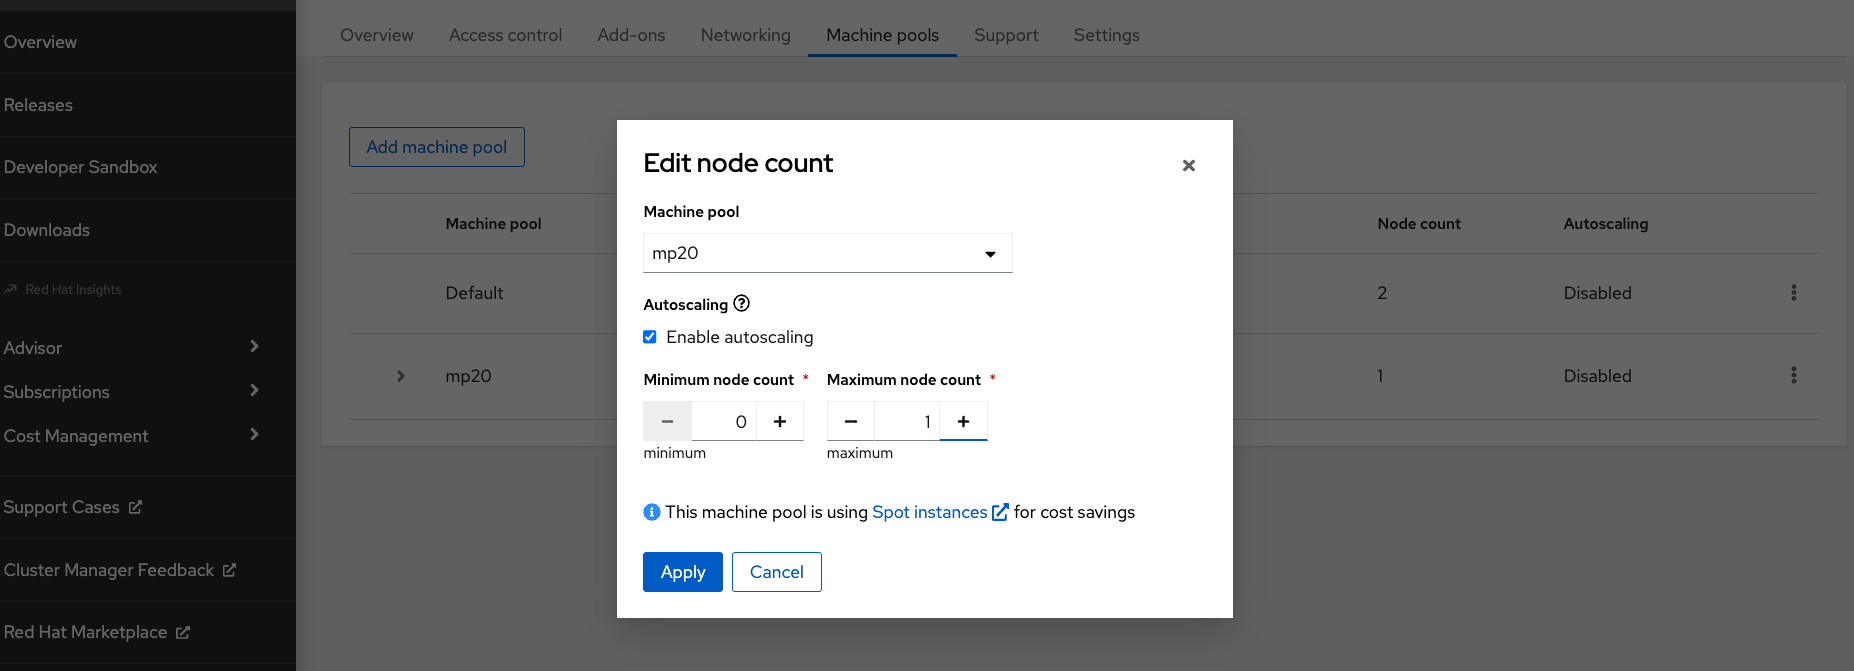 Overview
Releases
Developer Sandbox
Downloads
Red Hat Insights
Advisor
Subscriptions
Cost Management
Support Cases
Cluster Manager Feedback
Red Hat Marketplace
Overview Access control Add-ons Networking Machine pools Support Settings
Add machine pool
Machine pool Node count Autoscaling
Default 2 Disabled
mp20 1 Disabled
Edit node count
Machine pool
mp20
Autoscaling
Enable autoscaling
Minimum node count * Maximum node count *
0 1
minimum maximum
This machine pool is using Spot instances for cost savings
Apply Cancel